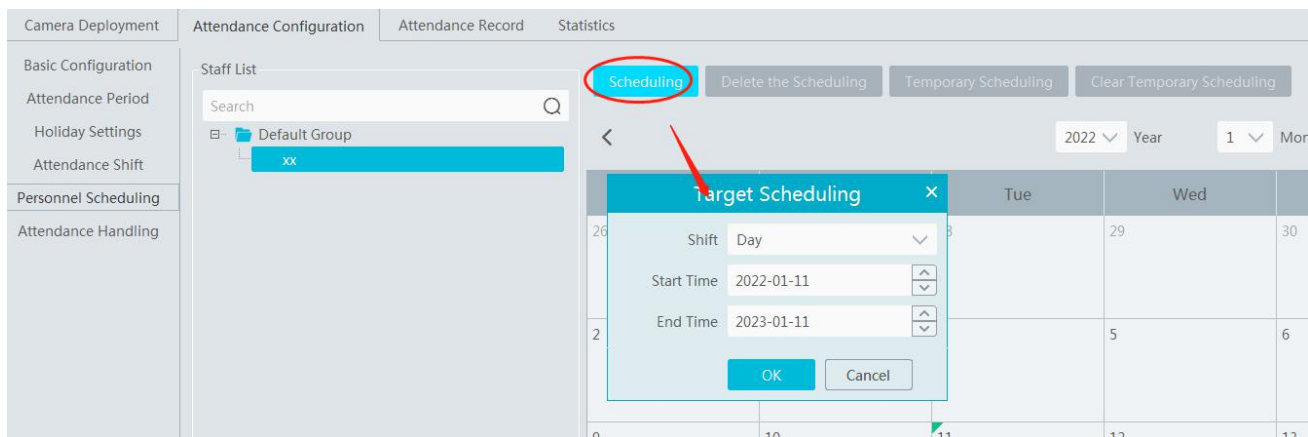 Camera Deployment Attendance Configuration Attendance Record Statistics
Basic Configuration
Attendance Period
Holiday Settings
Attendance Shift
Personnel Scheduling
Attendance Handling
Staff List
Search
Default Group
xx
Scheduling Delete the Scheduling Temporary Scheduling Clear Temporary Scheduling
2022 Year 1 Mon
Tue Wed
26 29 30
2 5 6
10 11 12 13
Target Scheduling
Shift Day
Start Time 2022-01-11
End Time 2023-01-11
OK Cancel